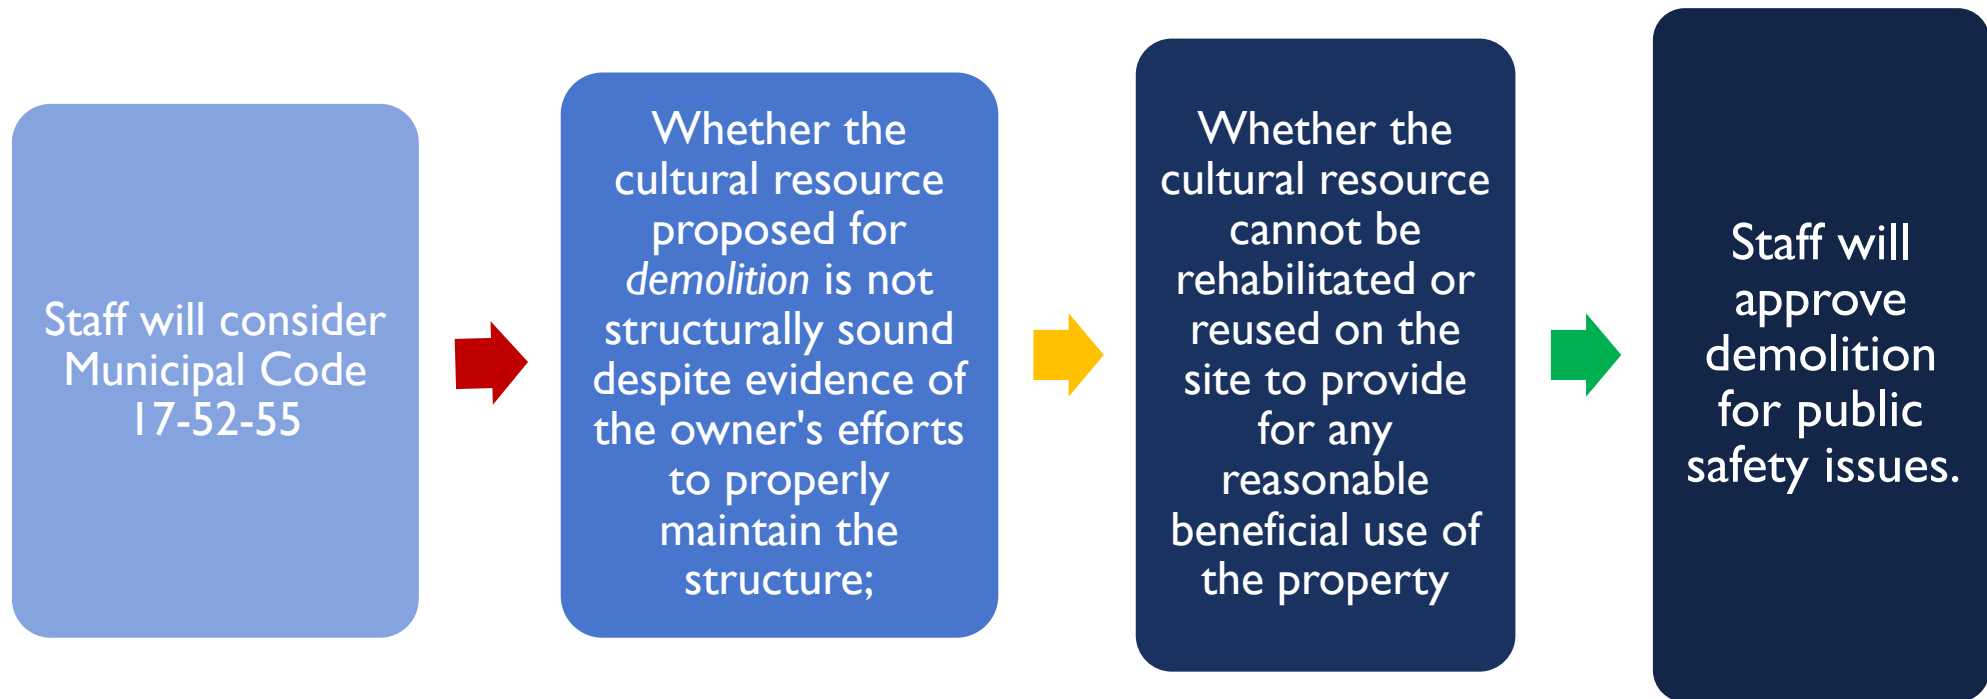 Staff will consider
Municipal Code
17-52-55
Whether the
cultural resource
proposed for
demolition is not
structurally sound
despite evidence of
the owner's efforts
to properly
maintain the
structure;
Whether the
cultural resource
cannot be
rehabilitated or
reused on the
site to provide
for any
reasonable
beneficial use of
the property
Staff will
approve
demolition
for public
safety issues.